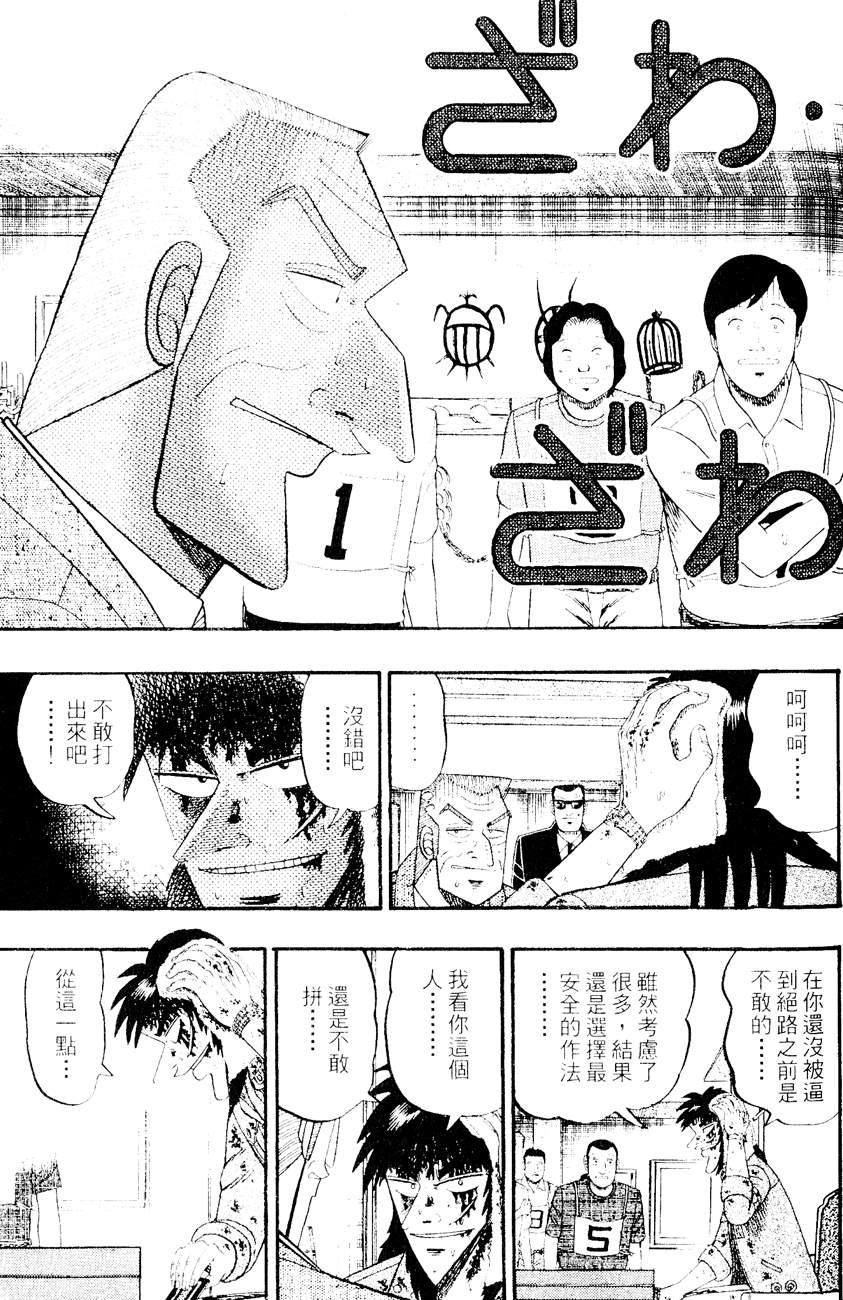 ざわ・
ざわ
1
呵呵呵……
……
沒錯吧
……
不敢打
出來吧
……！
在你還沒被逼
到絕路之前是
不敢的……
雖然考慮了
很多，結果
還是選擇最
安全的作法
……
5
3
我看你這個
人……
還是不敢
拼……
從這一點…